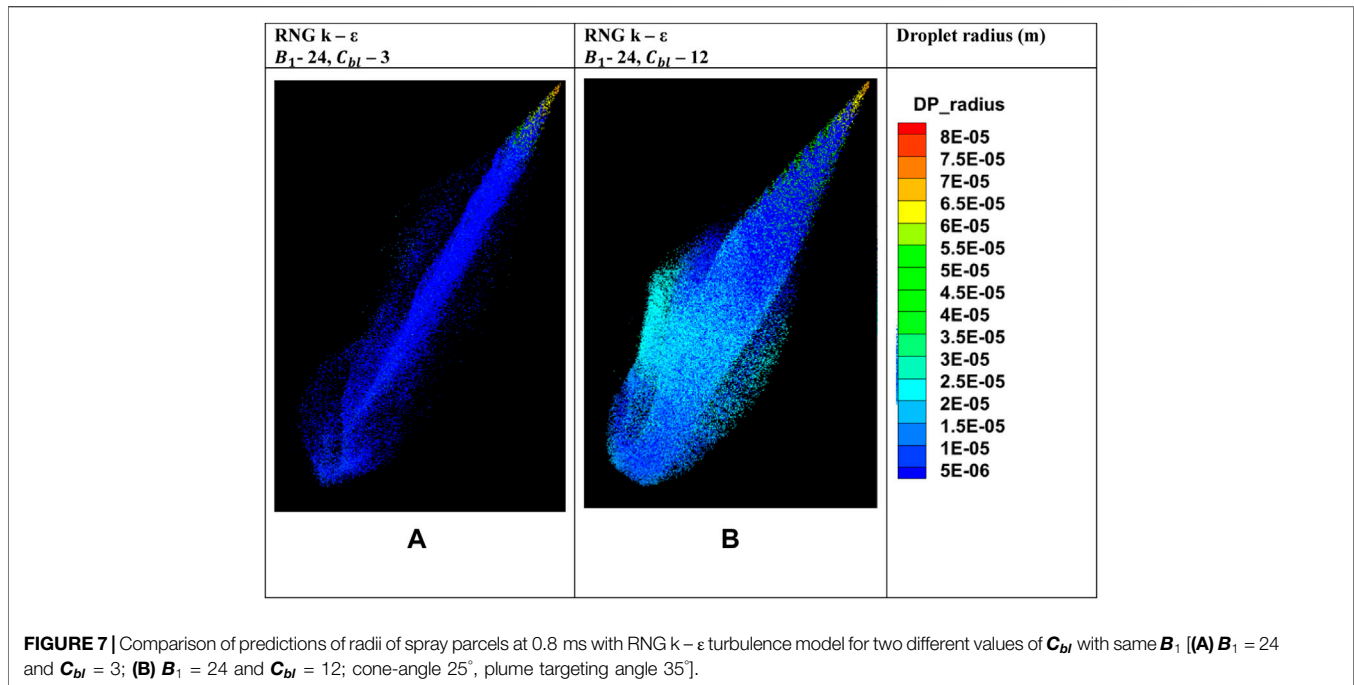 RNG k – ε
B₁- 24, Cbl – 3
RNG k – ε
B₁-24, Cbl – 12
Droplet radius (m)
DP_radius
8E-05
7.5E-05
7E-05
6.5E-05
6E-05
5.5E-05
5E-05
4.5E-05
4E-05
3.5E-05
3E-05
2.5E-05
2E-05
1.5E-05
1E-05
5E-06
A
B
FIGURE 7 | Comparison of predictions of radii of spray parcels at 0.8 ms with RNG k – ε turbulence model for two different values of Cbl with same B₁ [(A) B₁ = 24
and Cbl = 3; (B) B₁ = 24 and Cbl = 12; cone-angle 25°, plume targeting angle 35°].